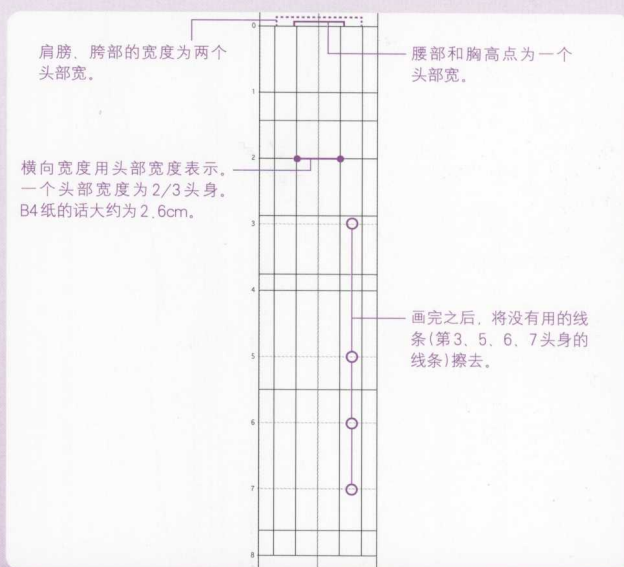 0
肩膀、胯部的宽度为两个
头部宽。
腰部和胸高点为一个
头部宽。
1
2
横向宽度用头部宽度表示。
一个头部宽度为2/3头身。
B4纸的话大约为2.6cm。
3
4
画完之后，将没有用的线
条(第3、5、6、7头身的
线条)擦去。
5
6
7
8